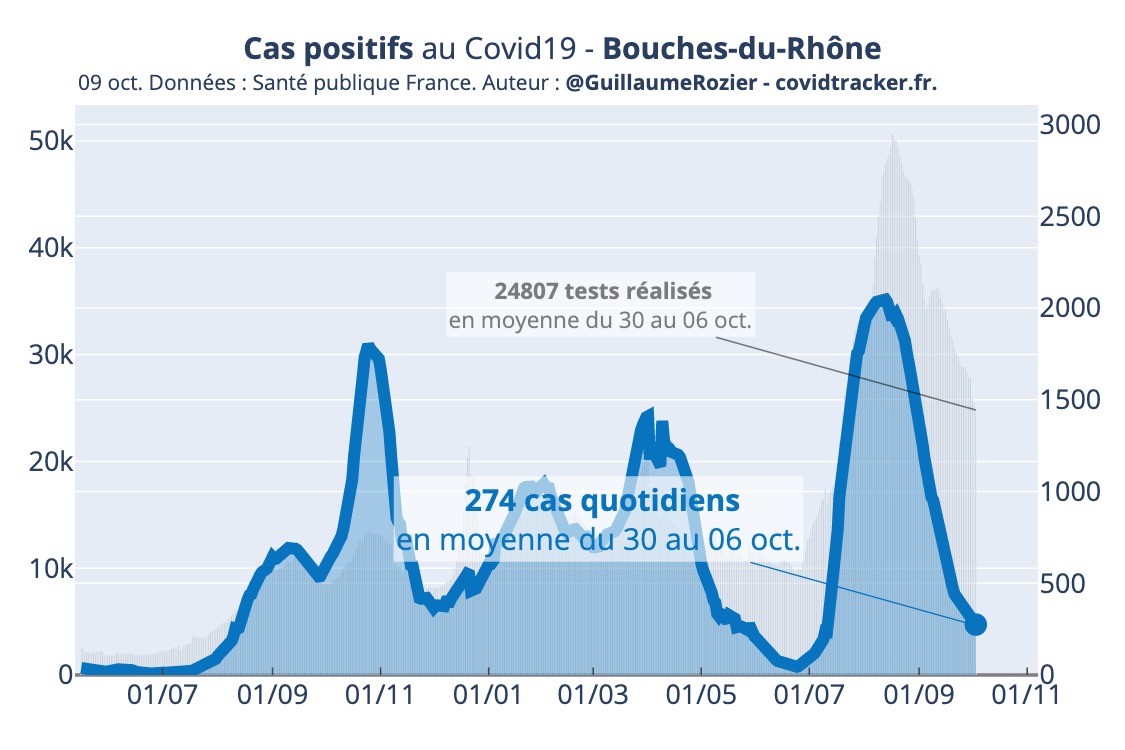 Cas positifs au Covid19 - Bouches-du-Rhône
09 oct. Données : Santé publique France. Auteur : @GuillaumeRozier - covidtracker.fr.
50k
40k
30k
20k
10k
0
3000
2500
2000
1500
1000
500
0
24807 tests réalisés
en moyenne du 30 au 06 oct.
274 cas quotidiens
en moyenne du 30 au 06 oct.
01/07 01/09 01/11 01/01 01/03 01/05 01/07 01/09 01/11